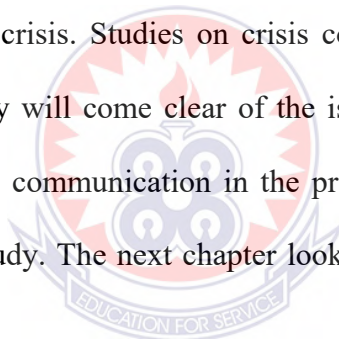 crisis. Studies on crisis co
y will come clear of the is
communication in the pr
udy. The next chapter look
EDUCATION FOR SERVICE